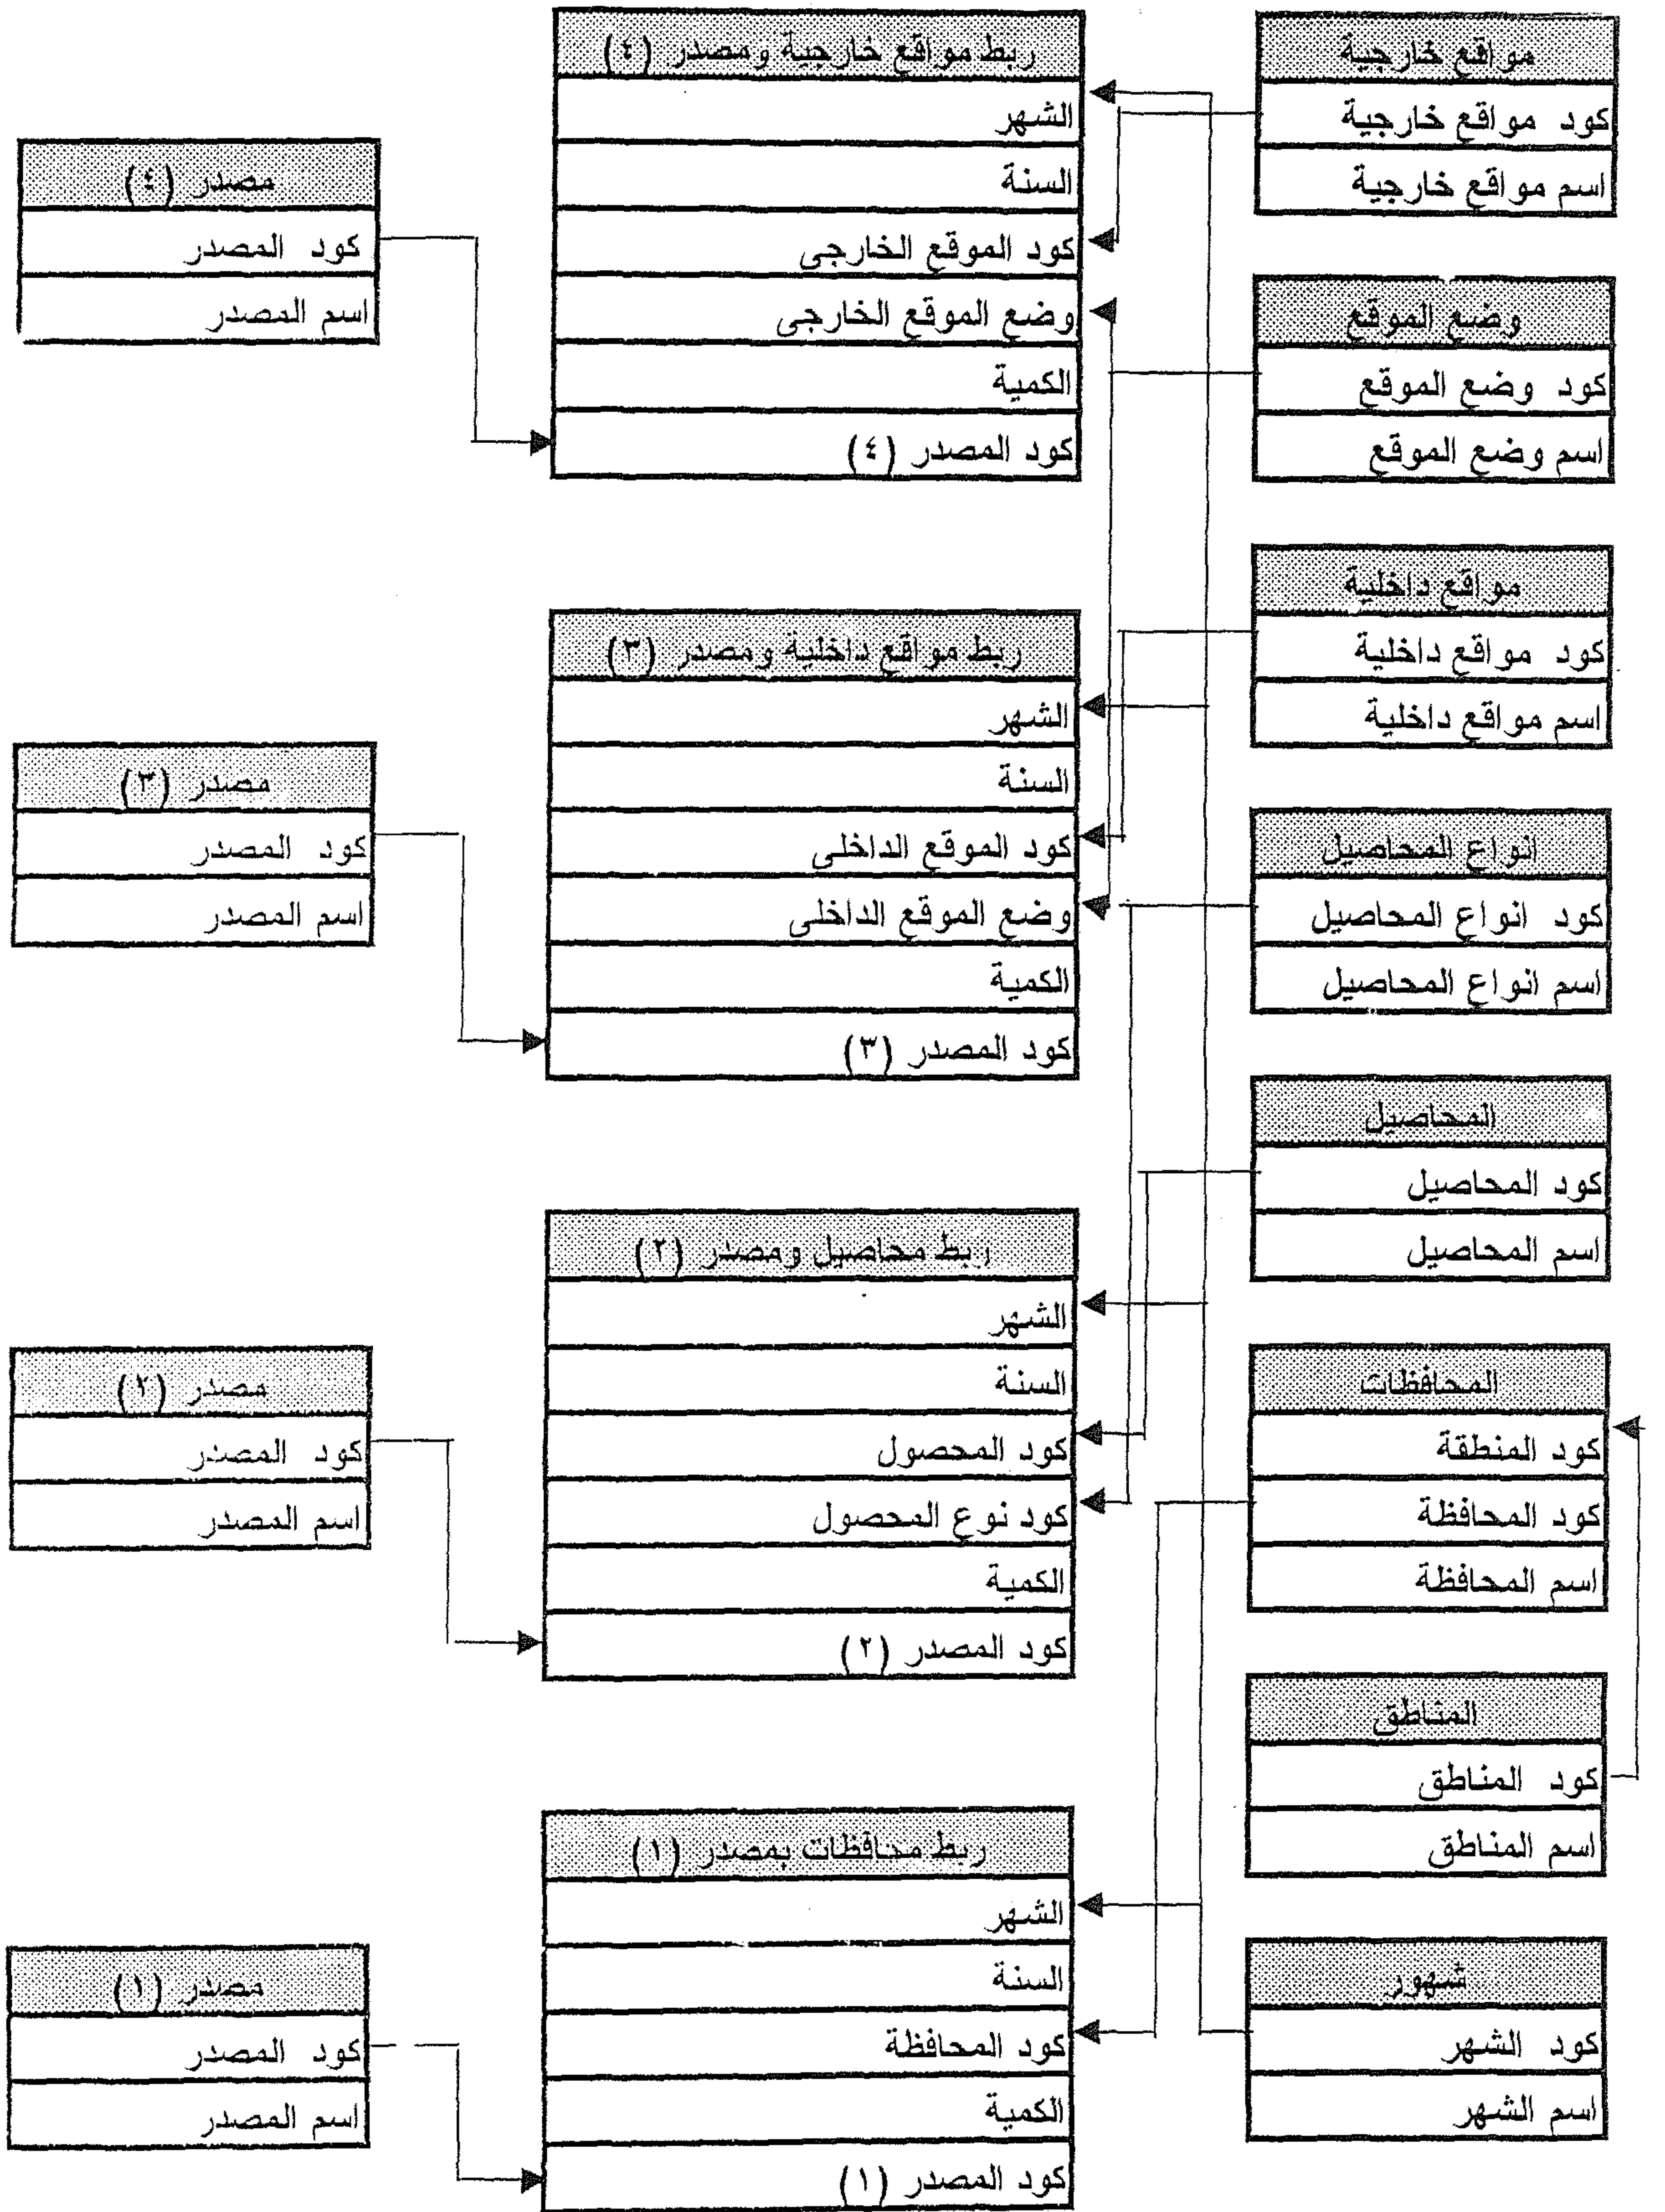 مواقع خارجية
كود مواقع خارجية
اسم مواقع خارجية
وضع الموقع
كود وضع الموقع
اسم وضع الموقع
مواقع داخلية
كود مواقع داخلية
اسم مواقع داخلية
انواع المحاصيل
كود انواع المحاصيل
اسم انواع المحاصيل
المحاصيل
كود المحاصيل
اسم المحاصيل
المحافظات
كود المنطقة
كود المحافظة
اسم المحافظة
المناطق
كود المناطق
اسم المناطق
شهور
كود الشهر
اسم الشهر
ربط مواقع خارجية ومصدر (٤)
الشهر
السنة
كود الموقع الخارجى
وضع الموقع الخارجى
الكمية
كود المصدر (٤)
ربط مواقع داخلية ومصدر (٣)
الشهر
السنة
كود الموقع الداخلى
وضع الموقع الداخلى
الكمية
كود المصدر (٣)
ربط محاصيل ومصدر (٢)
الشهر
السنة
كود المحصول
كود نوع المحصول
الكمية
كود المصدر (٢)
ربط محافظات بمصدر (١)
الشهر
السنة
كود المحافظة
الكمية
كود المصدر (١)
مصدر (٤)
كود المصدر
اسم المصدر
مصدر (٣)
كود المصدر
اسم المصدر
مصدر (٢)
كود المصدر
اسم المصدر
مصدر (١)
كود المصدر
اسم المصدر